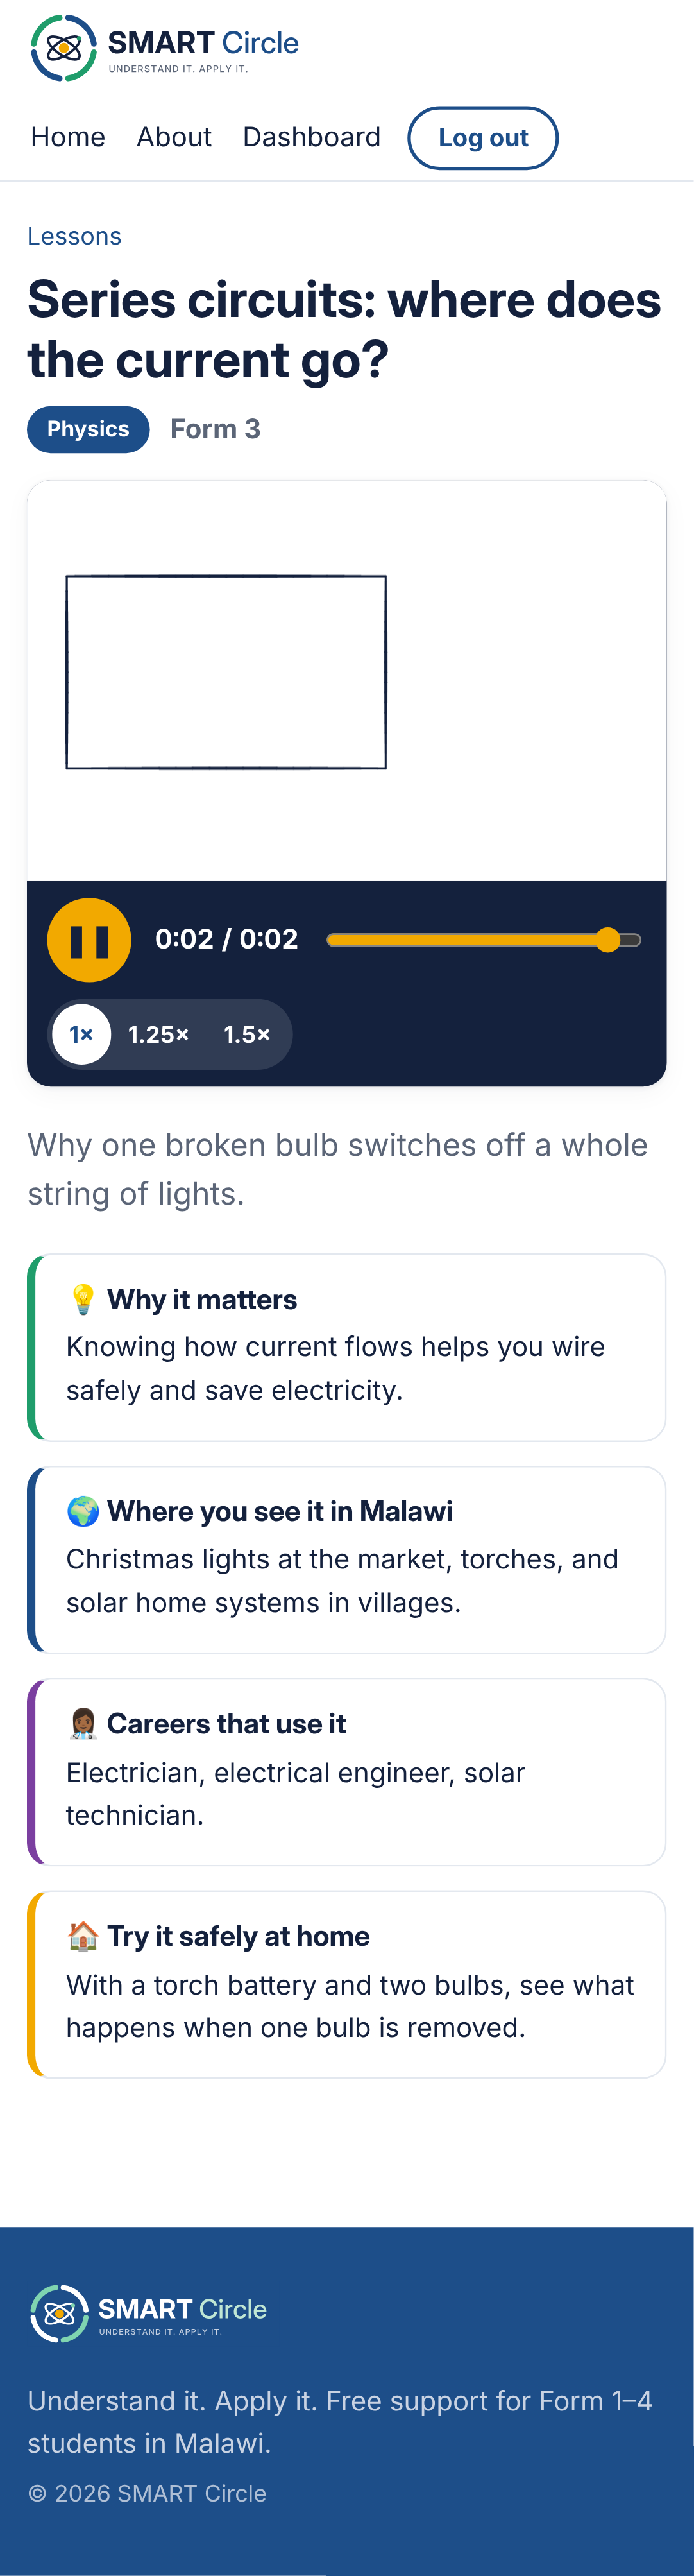 SMART Circle
UNDERSTAND IT. APPLY IT.
Home About Dashboard Log out
Lessons
Series circuits: where does
the current go?
Physics Form 3
0:02 / 0:02
1× 1.25× 1.5×
Why one broken bulb switches off a whole
string of lights.
💡 Why it matters
Knowing how current flows helps you wire
safely and save electricity.
🌍 Where you see it in Malawi
Christmas lights at the market, torches, and
solar home systems in villages.
👩🏾‍⚕️ Careers that use it
Electrician, electrical engineer, solar
technician.
🏠 Try it safely at home
With a torch battery and two bulbs, see what
happens when one bulb is removed.
SMART Circle
UNDERSTAND IT. APPLY IT.
Understand it. Apply it. Free support for Form 1–4
students in Malawi.
© 2026 SMART Circle